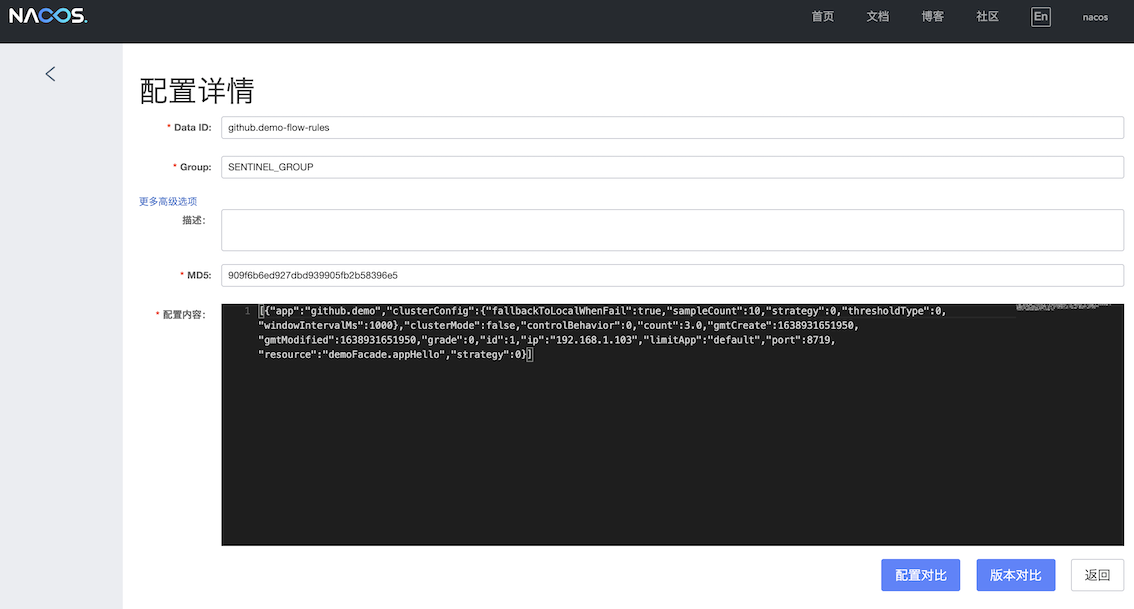 NACOS.
首页 文档 博客 社区 En nacos
配置详情
* Data ID: github.demo-flow-rules
* Group: SENTINEL_GROUP
更多高级选项
描述:
* MD5: 909f6b6ed927dbd939905fb2b58396e5
* 配置内容: 1 [{"app":"github.demo","clusterConfig":{"fallbackToLocalWhenFail":true,"sampleCount":10,"strategy":0,"thresholdType":0,
"windowIntervalMs":1000},"clusterMode":false,"controlBehavior":0,"count":3.0,"gmtCreate":1638931651950,
"gmtModified":1638931651950,"grade":0,"id":1,"ip":"192.168.1.103","limitApp":"default","port":8719,
"resource":"demoFacade.appHello","strategy":0}]
配置对比 版本对比 返回